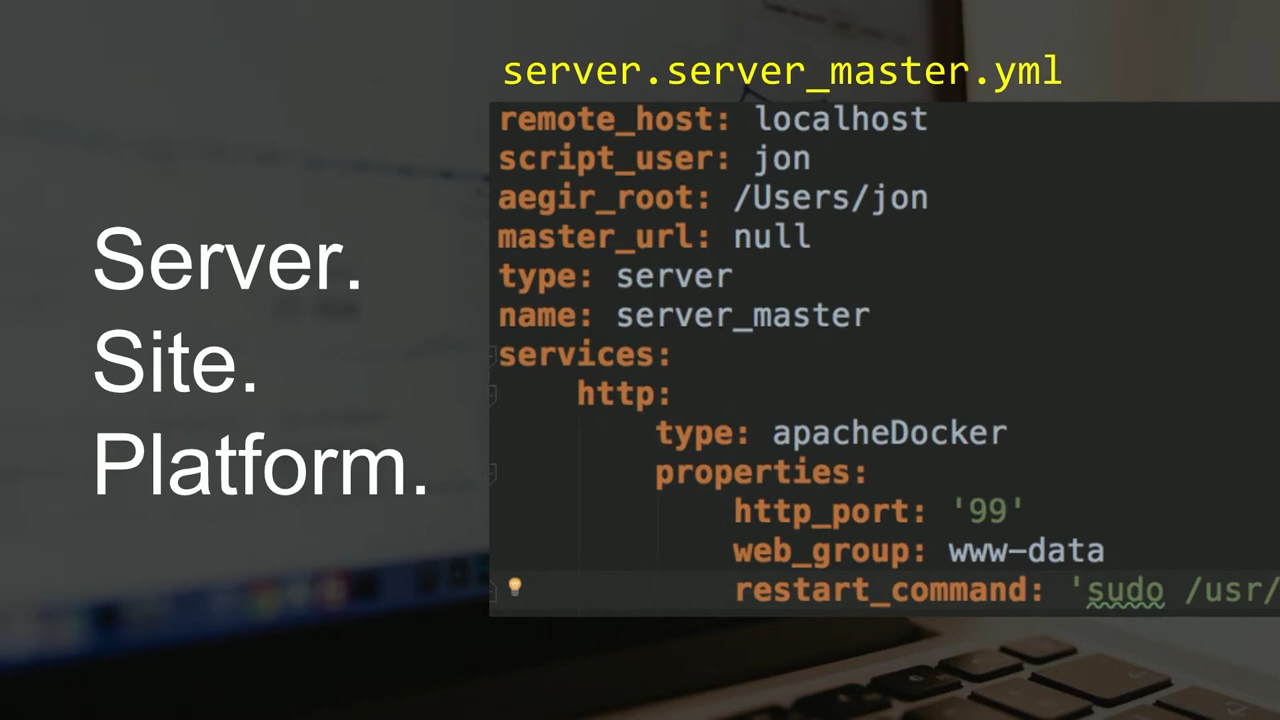 Server.
Site.
Platform.
server.server_master.yml
remote_host: localhost
script_user: jon
aegir_root: /Users/jon
master_url: null
type: server
name: server_master
services:
http:
type: apacheDocker
properties:
http_port: '99'
web_group: www-data
restart_command: 'sudo /usr/